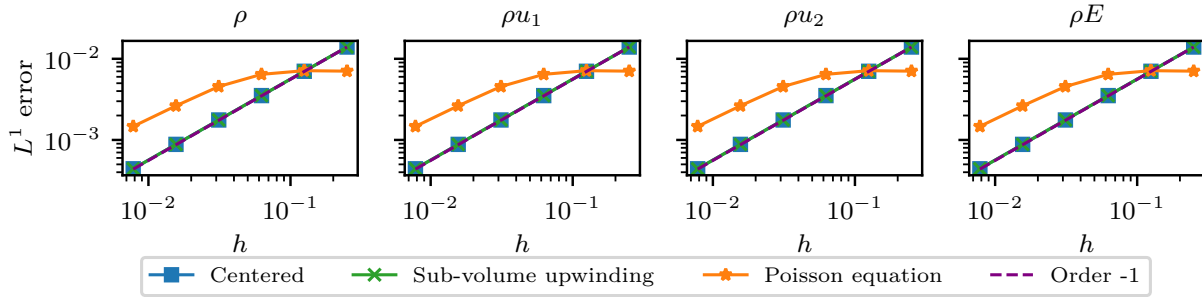 ρ ρu₁ ρu₂ ρE
L¹ error
10⁻²
10⁻³
10⁻² 10⁻¹ 10⁻² 10⁻¹ 10⁻² 10⁻¹ 10⁻² 10⁻¹
h h h h
Centered Sub-volume upwinding Poisson equation Order -1